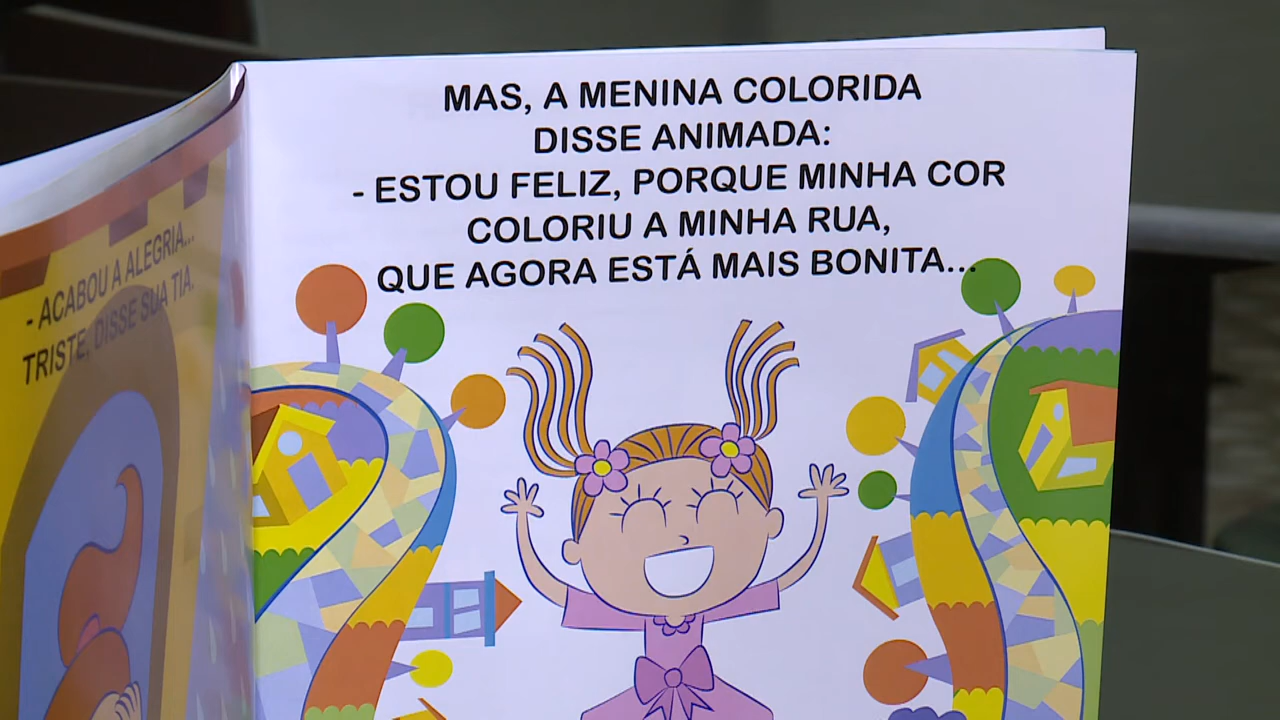 - ACABOU A ALEGRIA...
TRISTE, DISSE SUA TIA.
MAS, A MENINA COLORIDA
DISSE ANIMADA:
- ESTOU FELIZ, PORQUE MINHA COR
COLORIU A MINHA RUA,
QUE AGORA ESTÁ MAIS BONITA...